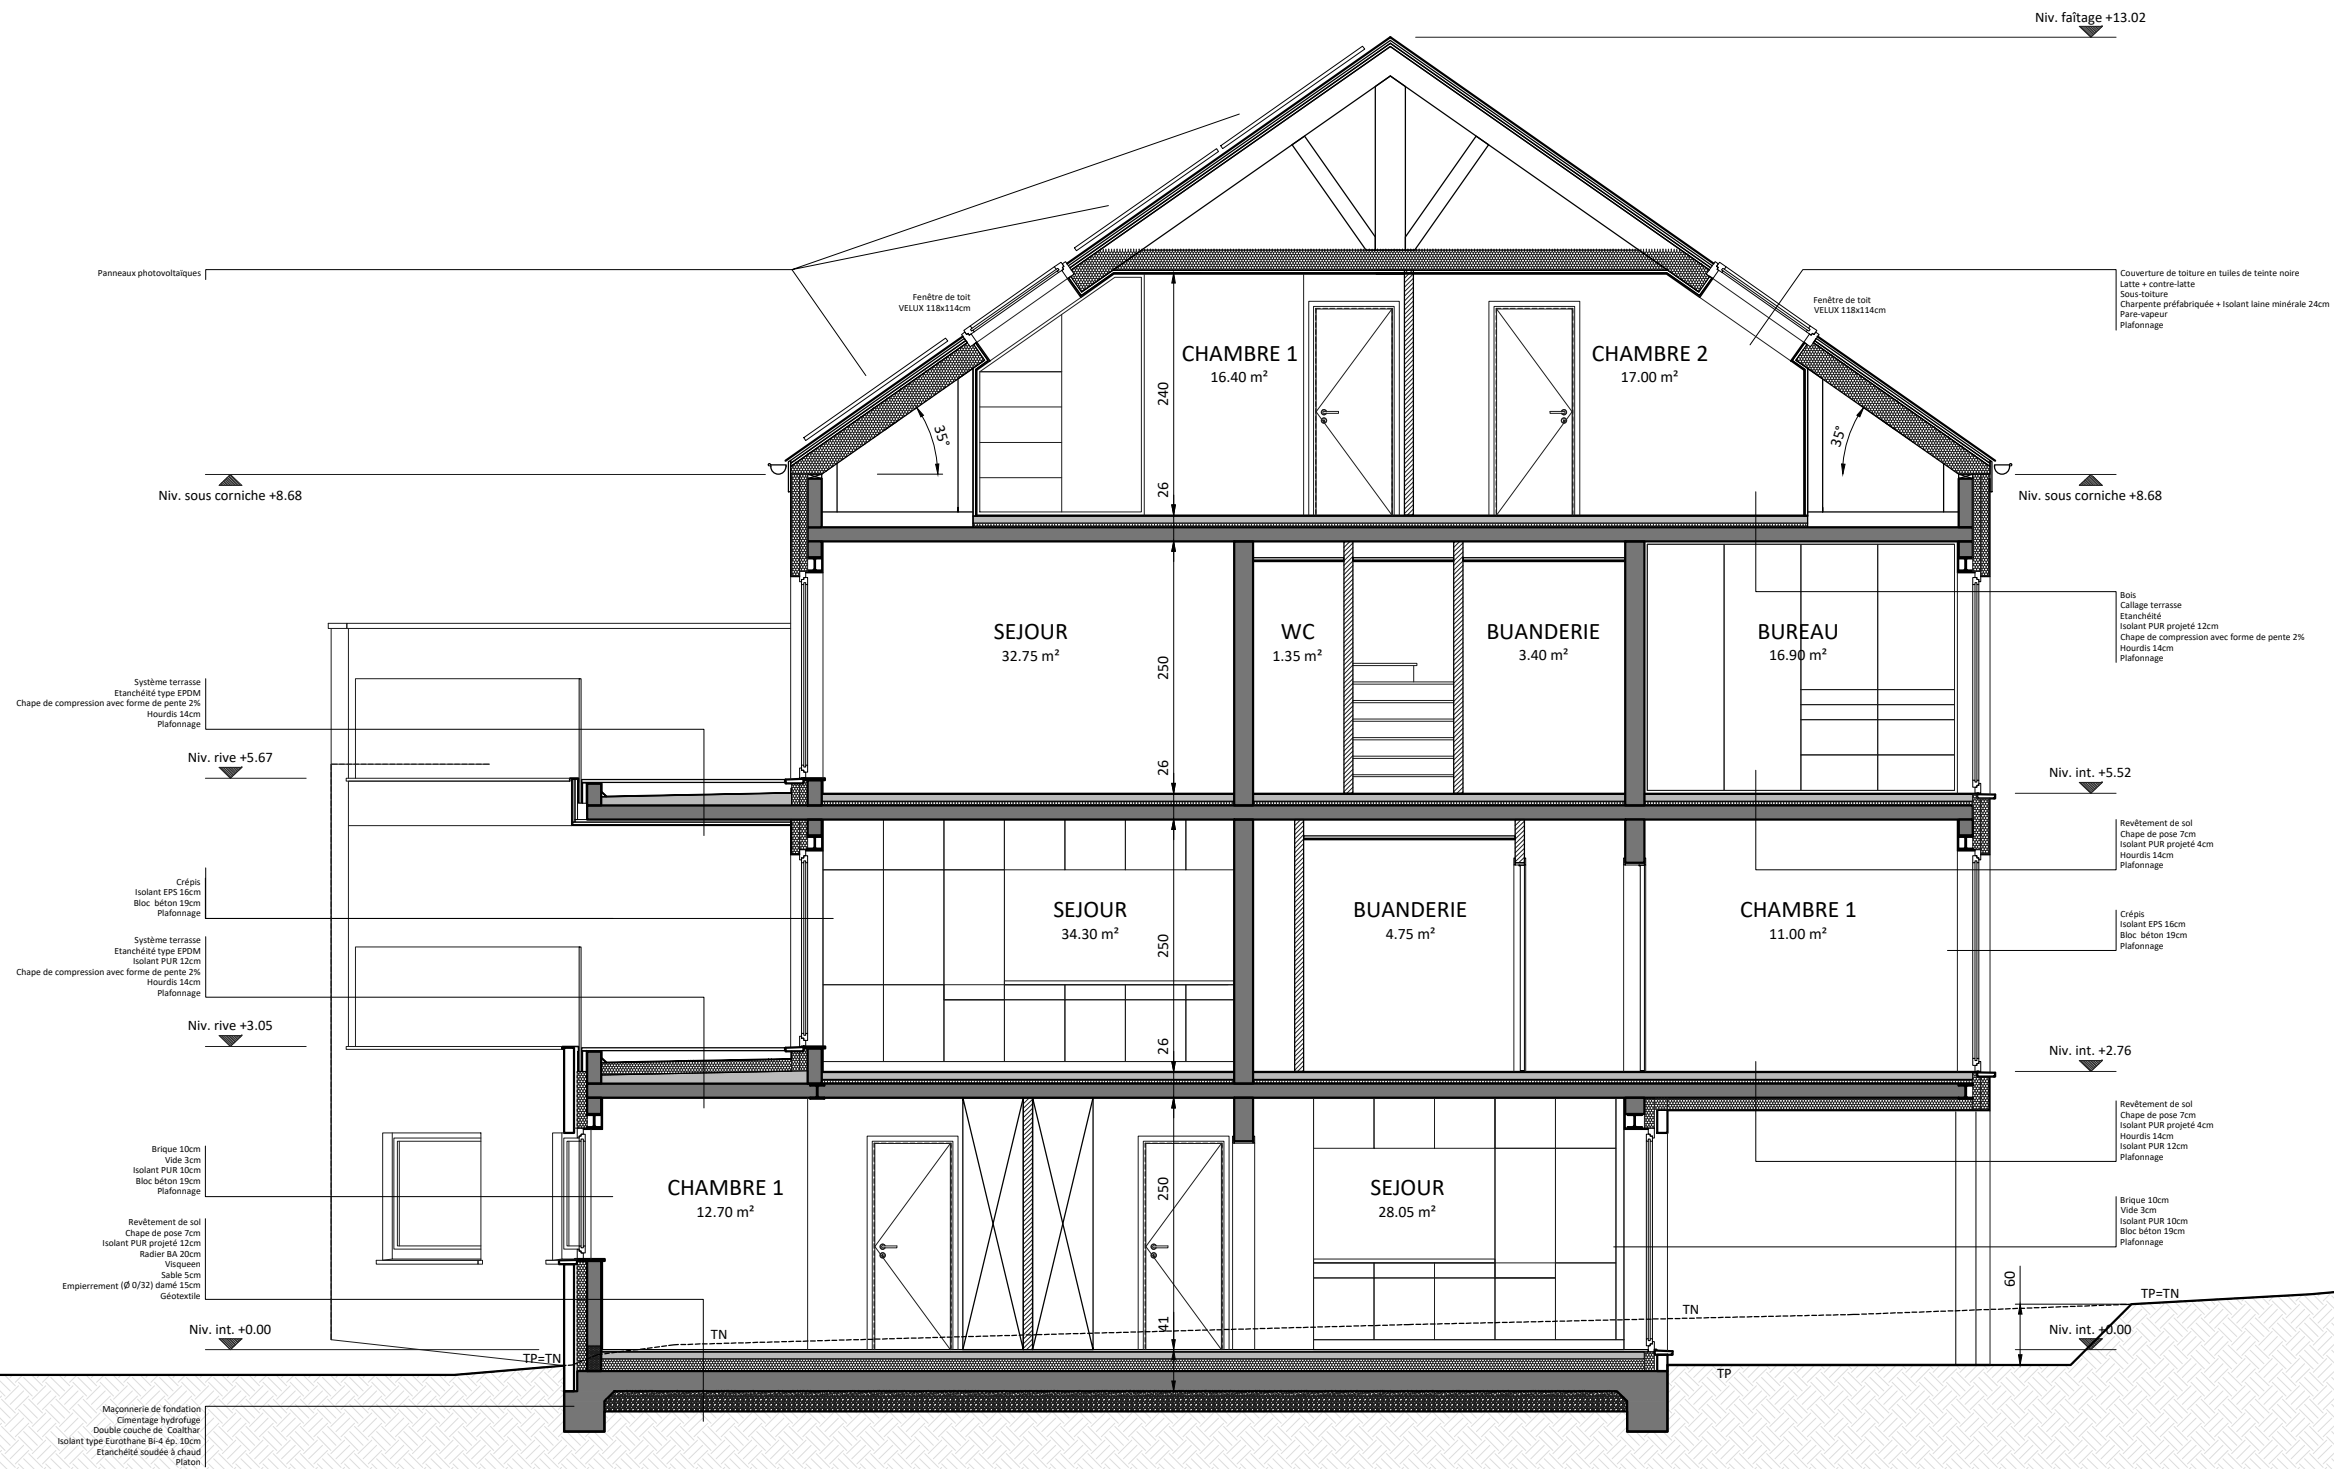 Niv. faîtage +13.02
Panneaux photovoltaïques
Fenêtre de toit
VELUX 118x114cm
Fenêtre de toit
VELUX 118x114cm
Couverture de toiture en tuiles de teinte noire
Latte + contre-latte
Sous-toiture
Charpente préfabriquée + Isolant laine minérale 24cm
Pare-vapeur
Plafonnage
CHAMBRE 1
16.40 m²
CHAMBRE 2
17.00 m²
240
35°
35°
26
Niv. sous corniche +8.68
Niv. sous corniche +8.68
SEJOUR
32.75 m²
WC
1.35 m²
BUANDERIE
3.40 m²
BUREAU
16.90 m²
250
Bois
Callage terrasse
Etanchéité
Isolant PUR projeté 12cm
Chape de compression avec forme de pente 2%
Hourdis 14cm
Plafonnage
Système terrasse
Etanchéité type EPDM
Chape de compression avec forme de pente 2%
Hourdis 14cm
Plafonnage
Niv. rive +5.67
26
Niv. int. +5.52
Revêtement de sol
Chape de pose 7cm
Isolant PUR projeté 4cm
Hourdis 14cm
Plafonnage
Crépis
Isolant EPS 16cm
Bloc béton 19cm
Plafonnage
SEJOUR
34.30 m²
BUANDERIE
4.75 m²
CHAMBRE 1
11.00 m²
250
Crépis
Isolant EPS 16cm
Bloc béton 19cm
Plafonnage
Système terrasse
Etanchéité type EPDM
Isolant PUR 12cm
Chape de compression avec forme de pente 2%
Hourdis 14cm
Plafonnage
Niv. rive +3.05
26
Niv. int. +2.76
Revêtement de sol
Chape de pose 7cm
Isolant PUR projeté 4cm
Hourdis 14cm
Isolant PUR 12cm
Plafonnage
Brique 10cm
Vide 3cm
Isolant PUR 10cm
Bloc béton 19cm
Plafonnage
CHAMBRE 1
12.70 m²
250
SEJOUR
28.05 m²
Brique 10cm
Vide 3cm
Isolant PUR 10cm
Bloc béton 19cm
Plafonnage
Revêtement de sol
Chape de pose 7cm
Isolant PUR projeté 12cm
Radier BA 20cm
Visqueen
Sable 5cm
Empierrement (Ø 0/32) damé 15cm
Géotextile
60
TP=TN
TN
TN
41
Niv. int. +0.00
Niv. int. +0.00
TP=TN
TP
Maçonnerie de fondation
Cimentage hydrofuge
Double couche de Coalthar
Isolant type Eurothane Bi-4 ép. 10cm
Etanchéité soudée à chaud
Platon